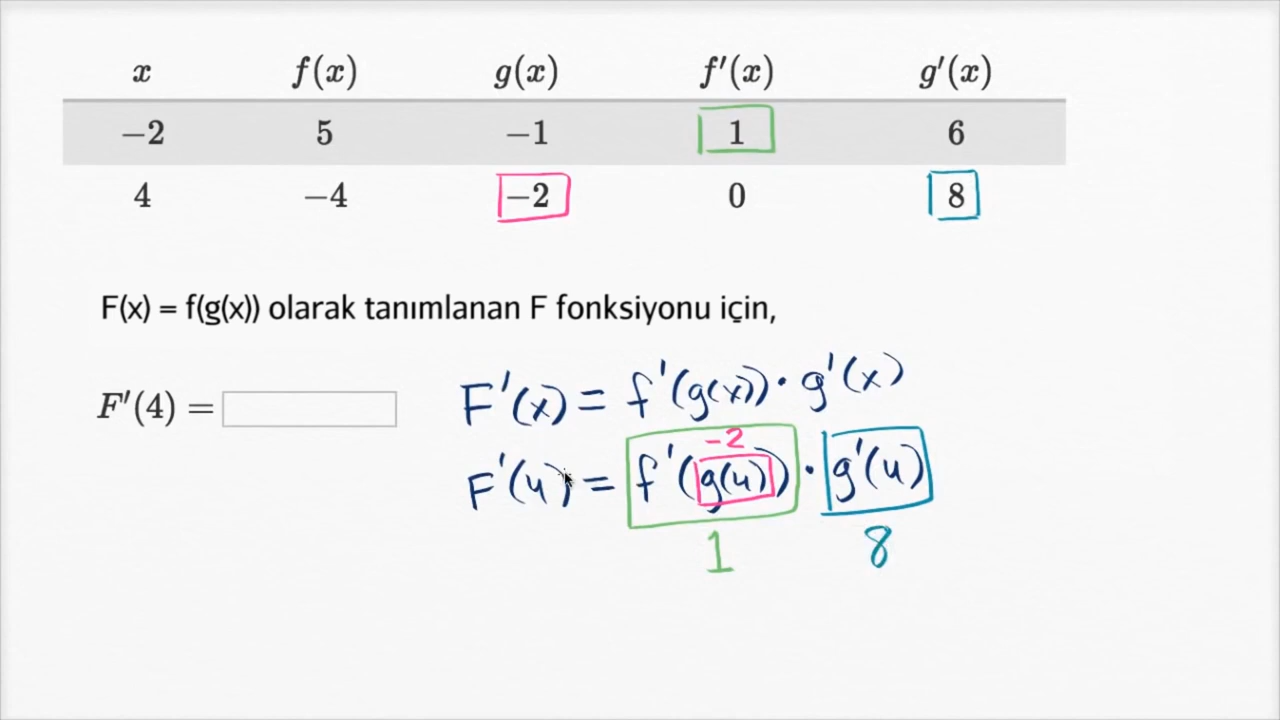 x f(x) g(x) f′(x) g′(x)
−2 5 −1 1 6
4 −4 −2 0 8
F(x) = f(g(x)) olarak tanımlanan F fonksiyonu için,
F′(4) =
F'(x) = f'(g(x)) · g'(x)
-2
F'(4) = f'(g(4)) · g'(4)
1 8